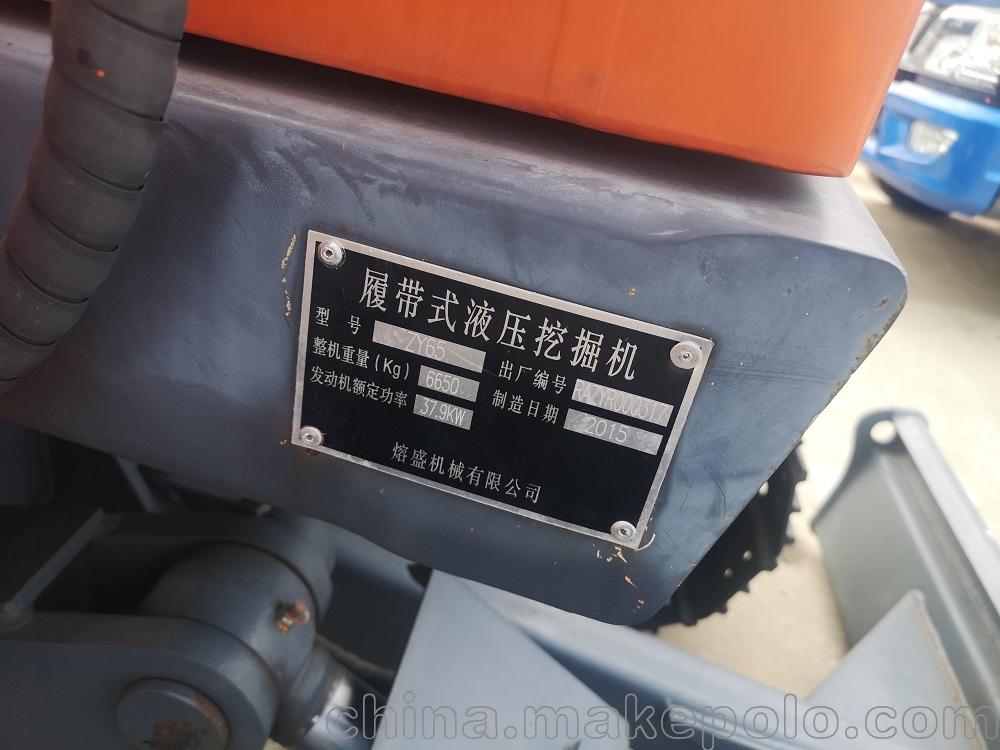 履带式液压挖掘机
型号 ZY65 出厂编号
整机重量(Kg) 6650 制造日期 2015
发动机额定功率 37.9KW
熔盛机械有限公司
china.makepolo.com